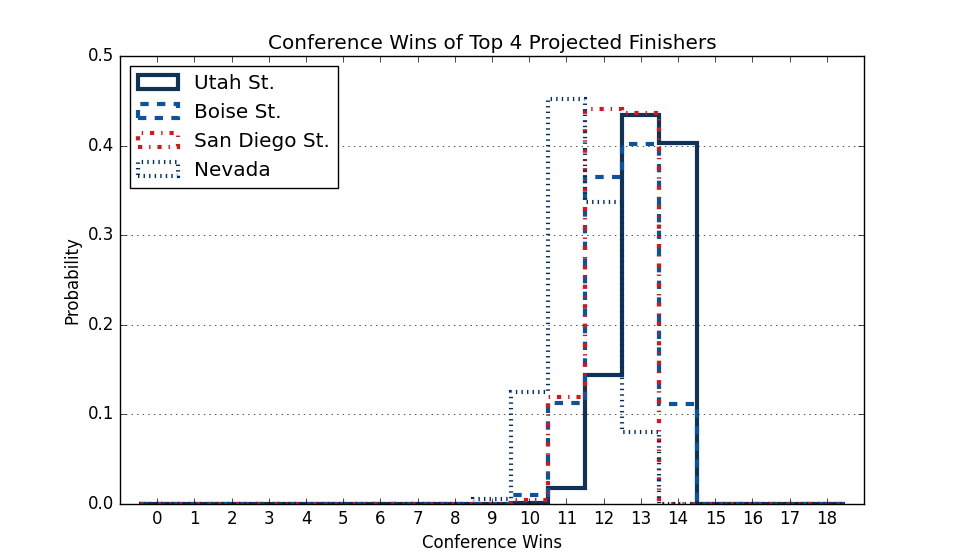 Conference Wins of Top 4 Projected Finishers
0.5
0.4
0.3
0.2
0.1
0.0
Probability
Utah St.
Boise St.
San Diego St.
Nevada
0 1 2 3 4 5 6 7 8 9 10 11 12 13 14 15 16 17 18
Conference Wins